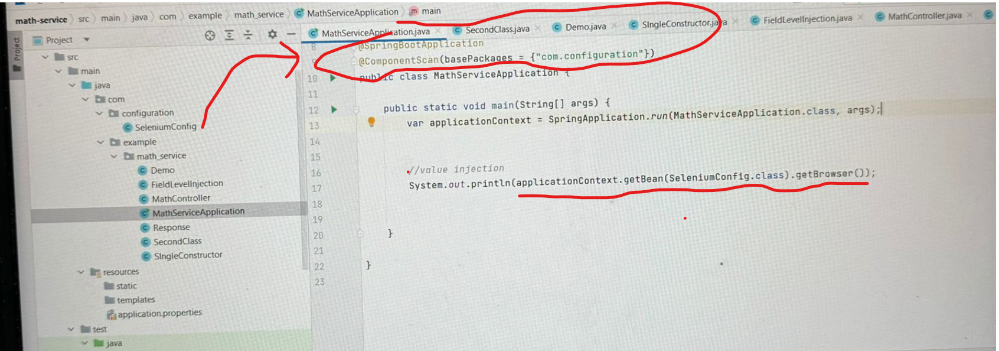 math-service src main java com example math_service MathServiceApplication main
Project
Project
MathServiceApplication.java SecondClass.java Demo.java SIngleConstructor.java FieldLevelInjection.java MathController.java
src
main
java
com
configuration
SeleniumConfig
example
math_service
Demo
FieldLevelInjection
MathController
MathServiceApplication
Response
SecondClass
SIngleConstructor
resources
static
templates
application.properties
test
java
8 @SpringBootApplication
9 @ComponentScan(basePackages = {"com.configuration"})
10 public class MathServiceApplication {
11
12 public static void main(String[] args) {
13 var applicationContext = SpringApplication.run(MathServiceApplication.class, args);
14
15
16 //value injection
17 System.out.println(applicationContext.getBean(SeleniumConfig.class).getBrowser());
18
19
20 }
21
22 }
23